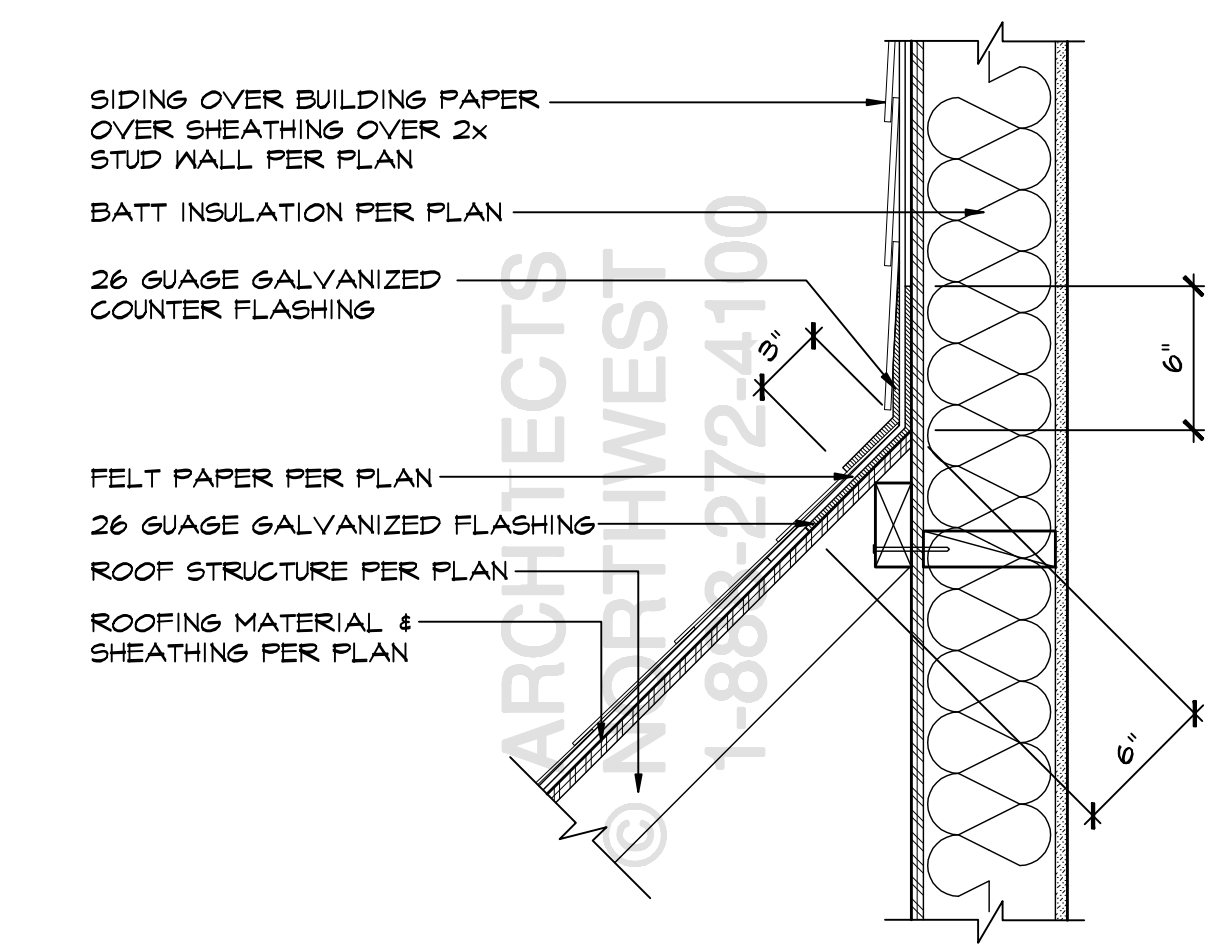 SIDING OVER BUILDING PAPER
OVER SHEATHING OVER 2x
STUD WALL PER PLAN
BATT INSULATION PER PLAN
26 GUAGE GALVANIZED
COUNTER FLASHING
3"
6"
FELT PAPER PER PLAN
26 GUAGE GALVANIZED FLASHING
ROOF STRUCTURE PER PLAN
ROOFING MATERIAL &
SHEATHING PER PLAN
6"
ARCHITECTS
© NORTHWEST
1-888-272-4100